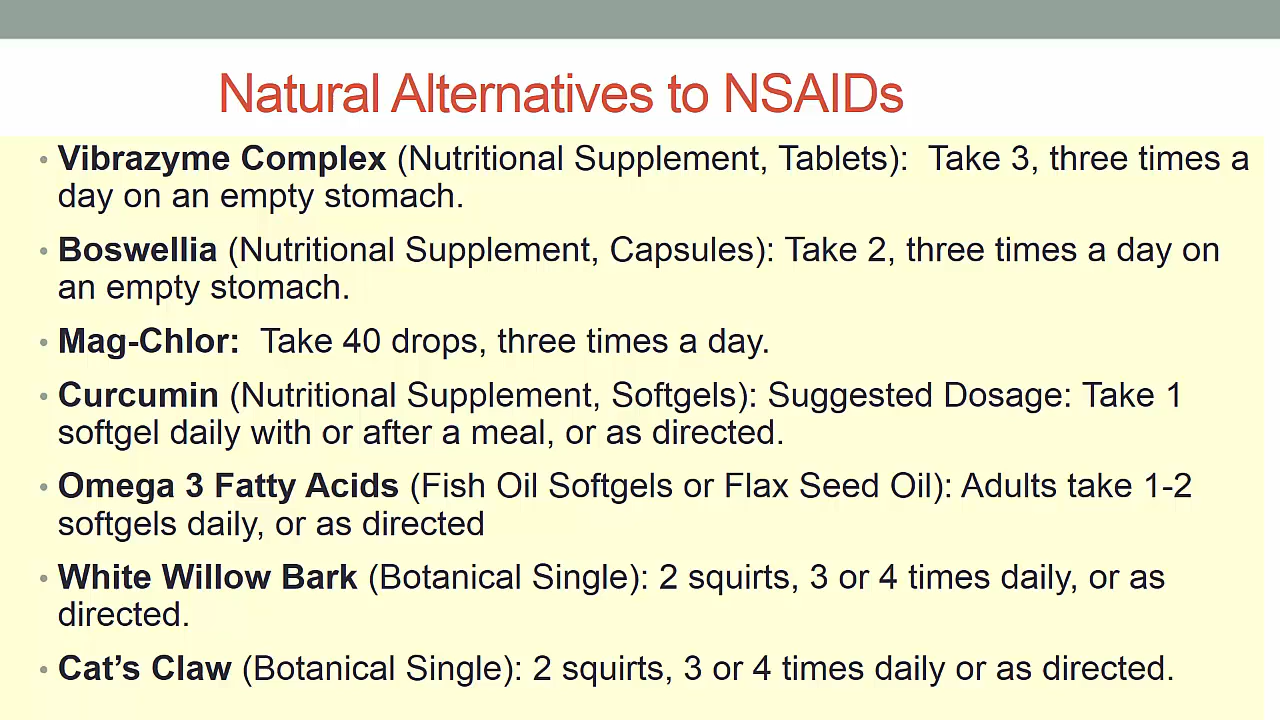 Natural Alternatives to NSAIDs
• Vibrazyme Complex (Nutritional Supplement, Tablets):  Take 3, three times a
day on an empty stomach.
• Boswellia (Nutritional Supplement, Capsules): Take 2, three times a day on
an empty stomach.
• Mag-Chlor:  Take 40 drops, three times a day.
• Curcumin (Nutritional Supplement, Softgels): Suggested Dosage: Take 1
softgel daily with or after a meal, or as directed.
• Omega 3 Fatty Acids (Fish Oil Softgels or Flax Seed Oil): Adults take 1-2
softgels daily, or as directed
• White Willow Bark (Botanical Single): 2 squirts, 3 or 4 times daily, or as
directed.
• Cat’s Claw (Botanical Single): 2 squirts, 3 or 4 times daily or as directed.